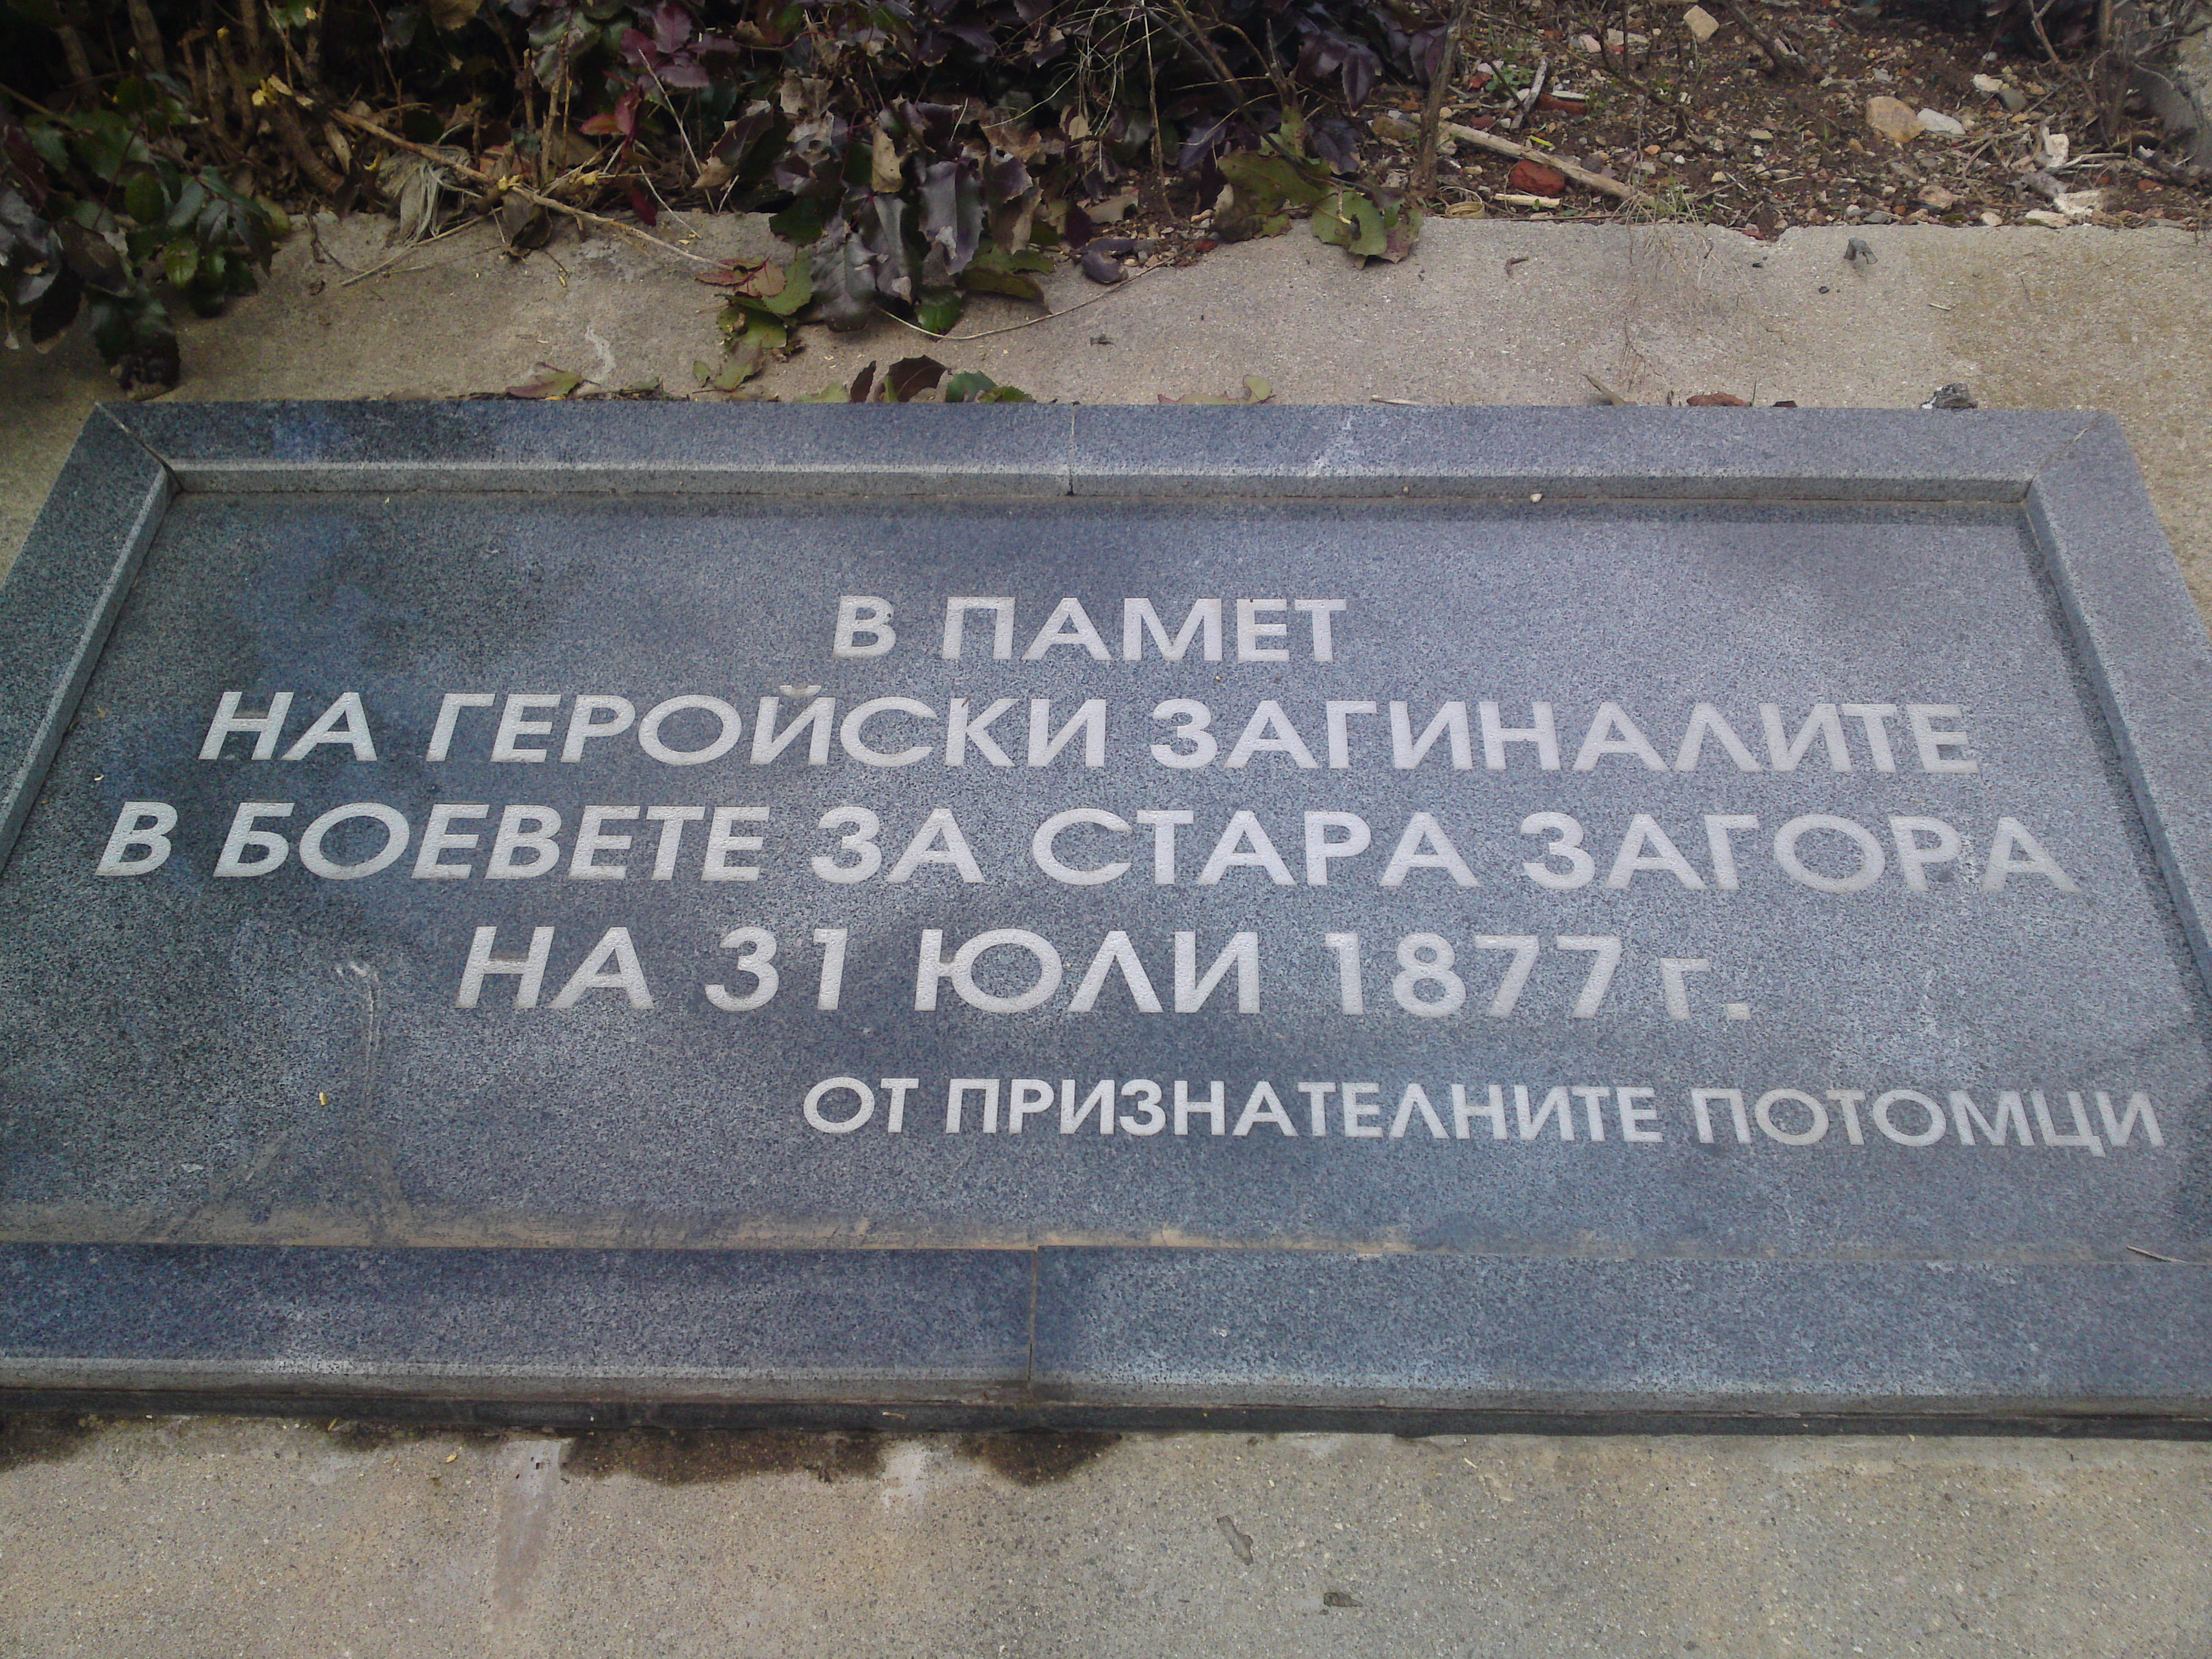 В ПАМЕТ
НА ГЕРОЙСКИ ЗАГИНАЛИТЕ
В БОЕВЕТЕ ЗА СТАРА ЗАГОРА
НА 31 ЮЛИ 1877 г.
ОТ ПРИЗНАТЕЛНИТЕ ПОТОМЦИ